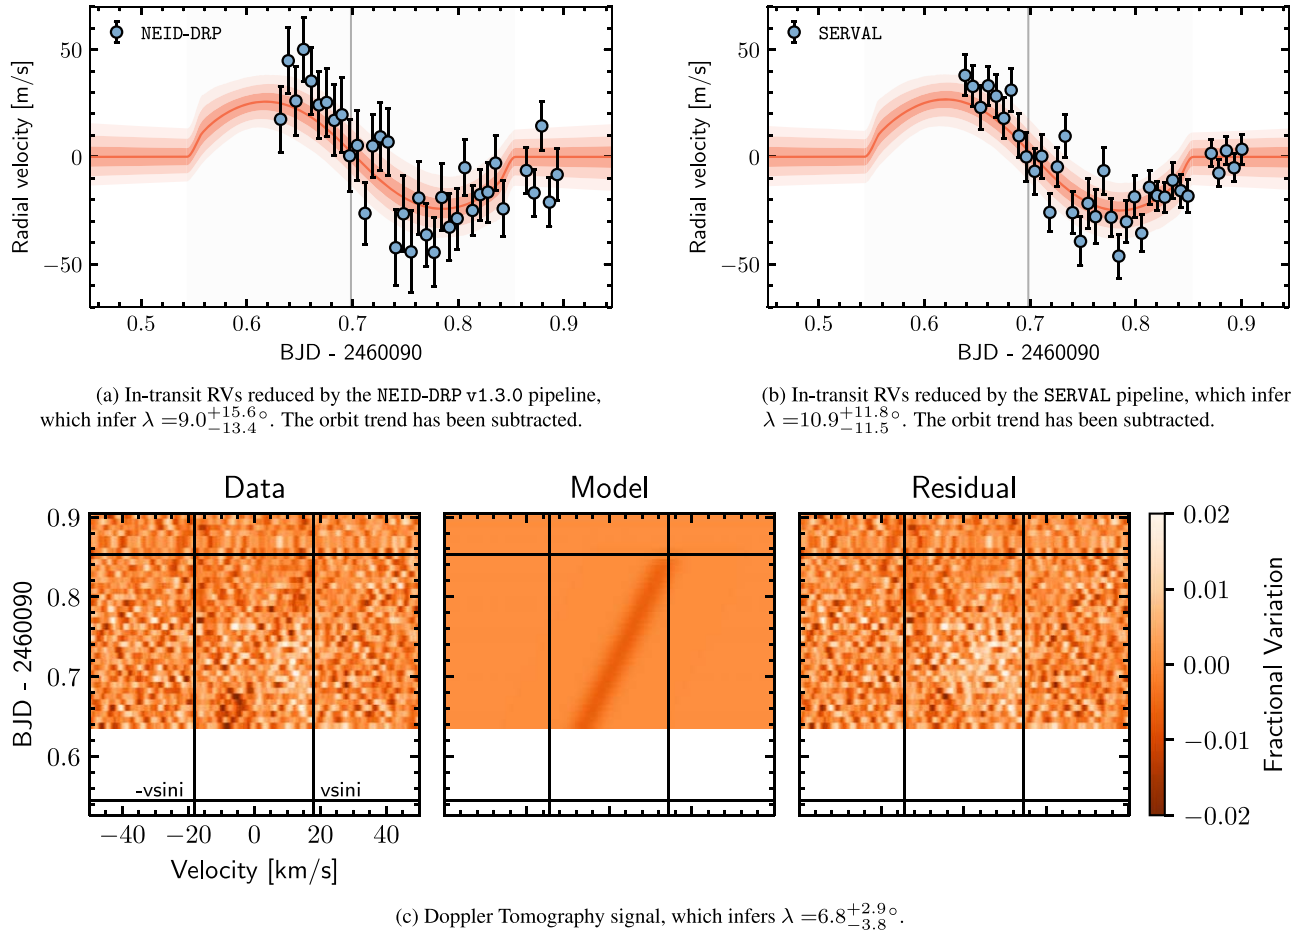 NEID-DRP
SERVAL
Radial velocity [m/s]
50
0
−50
0.5 0.6 0.7 0.8 0.9
BJD - 2460090
Radial velocity [m/s]
50
0
−50
0.5 0.6 0.7 0.8 0.9
BJD - 2460090
(a) In-transit RVs reduced by the NEID-DRP v1.3.0 pipeline,
which infer λ =9.0+15.6−13.4°. The orbit trend has been subtracted.
(b) In-transit RVs reduced by the SERVAL pipeline, which infer
λ =10.9+11.8−11.5°. The orbit trend has been subtracted.
Data Model Residual
BJD - 2460090
0.9
0.8
0.7
0.6
-vsini vsini
−40 −20 0 20 40
Velocity [km/s]
0.02
0.01
0.00
−0.01
−0.02
Fractional Variation
(c) Doppler Tomography signal, which infers λ =6.8+2.9−3.8°.